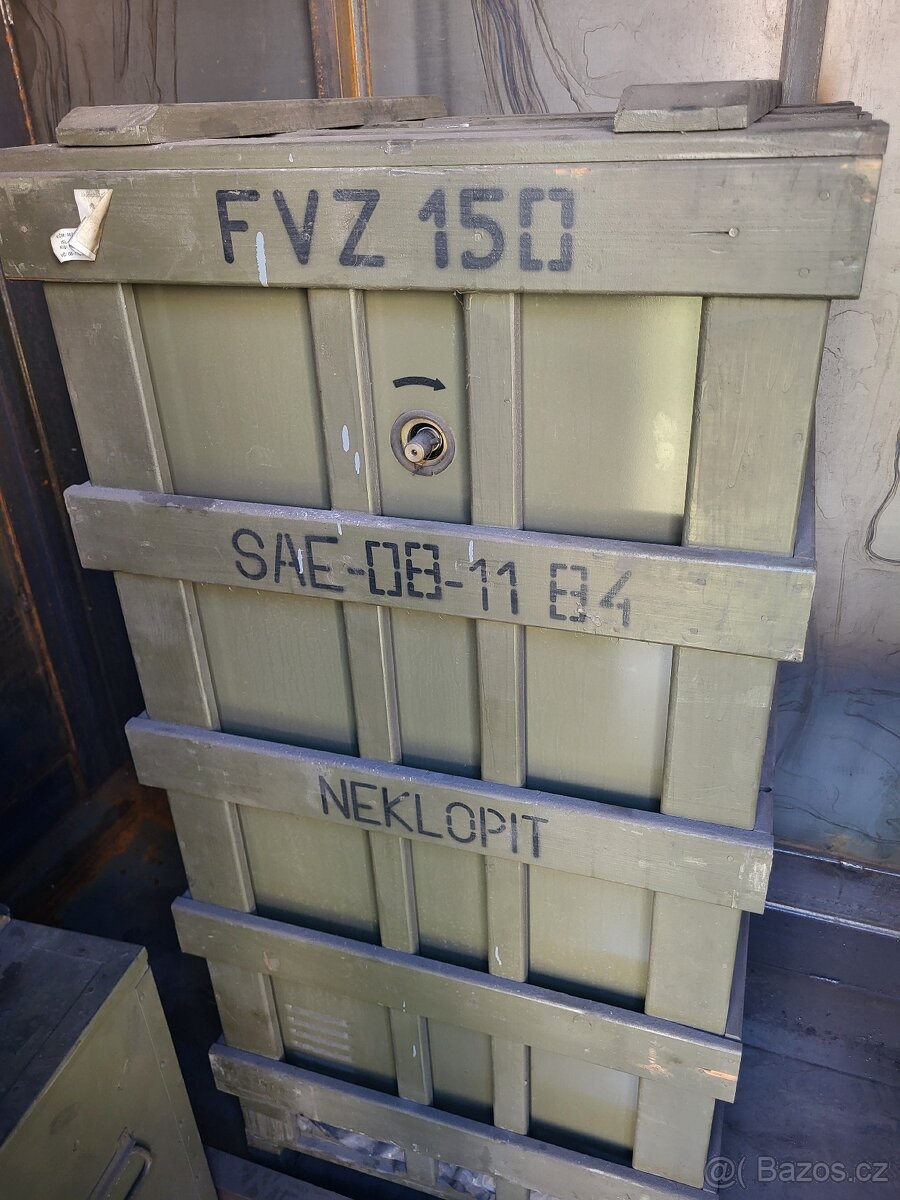 FVZ 150
SAE-08-11 84
NEKLOPIT
@( Bazos.cz